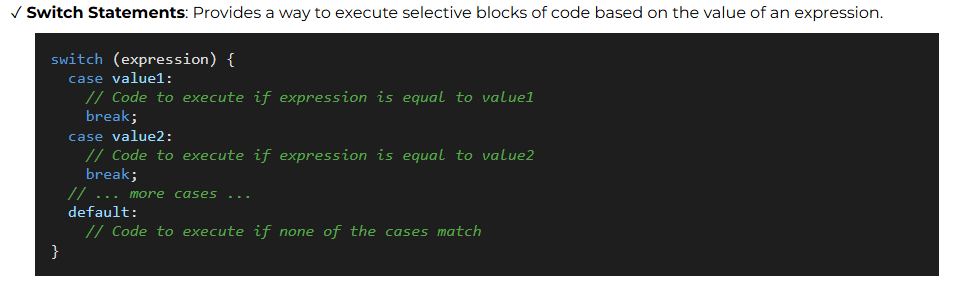 ✓ Switch Statements: Provides a way to execute selective blocks of code based on the value of an expression.
switch (expression) {
  case value1:
    // Code to execute if expression is equal to value1
    break;
  case value2:
    // Code to execute if expression is equal to value2
    break;
  // ... more cases ...
  default:
    // Code to execute if none of the cases match
}